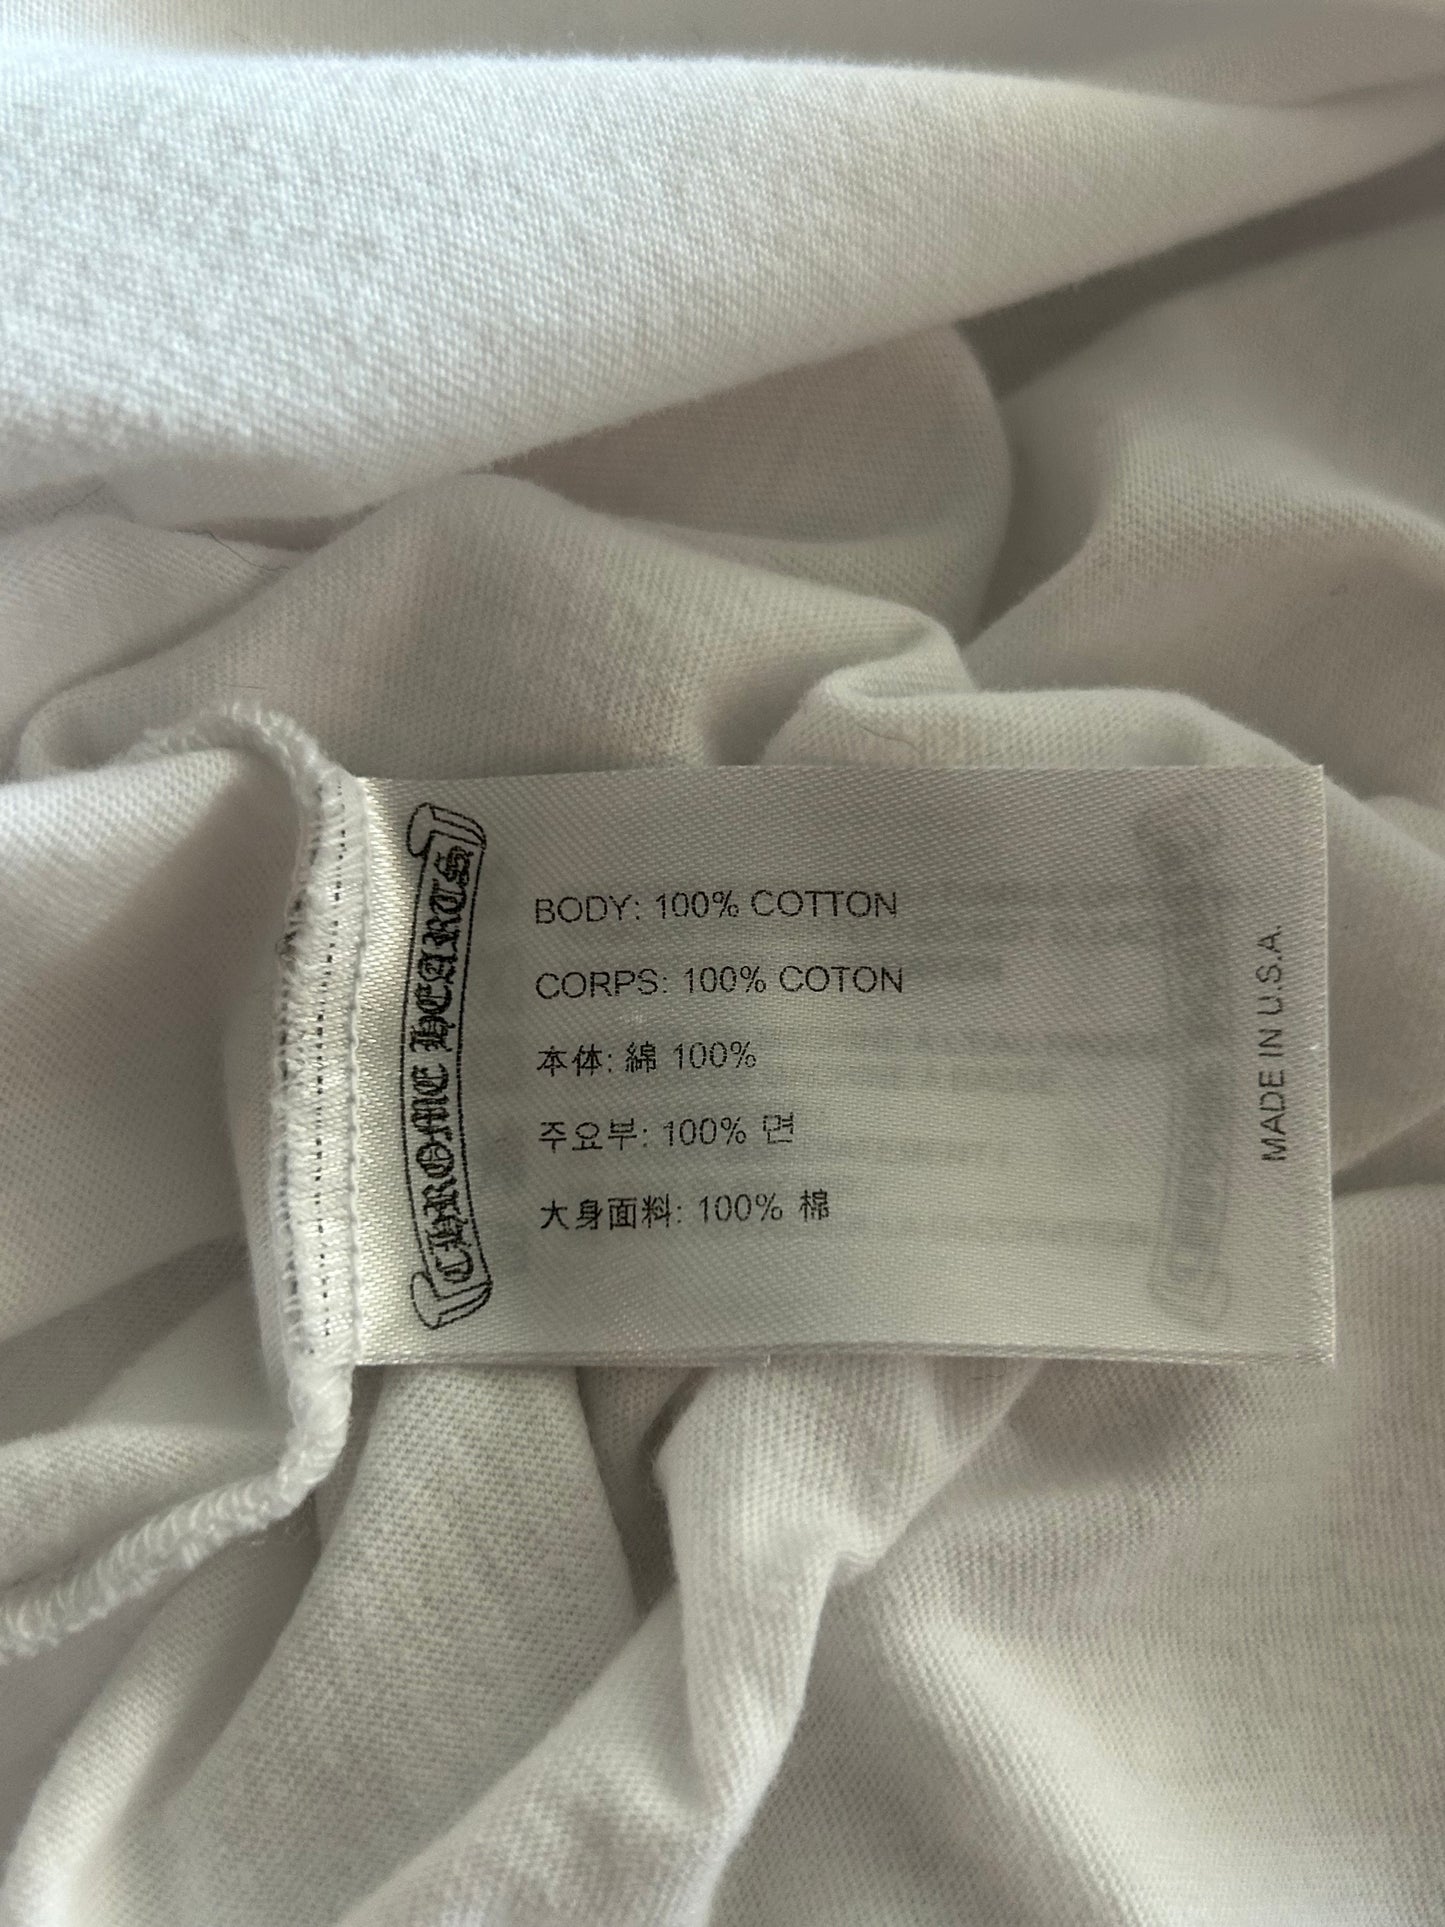 CHROME HEARTS
BODY: 100% COTTON
CORPS: 100% COTON
本体: 綿 100%
주요부: 100% 면
大身面料: 100% 棉
MADE IN U.S.A.